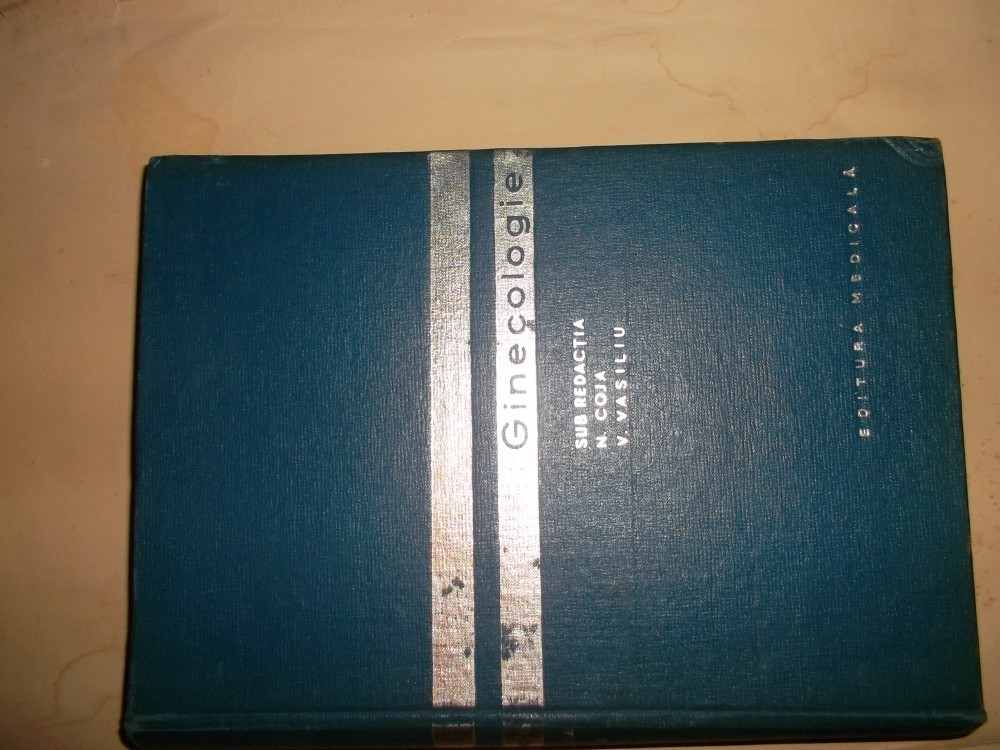 Ginecologie
SUB REDACTIA
N. COJA
V. VASILIU
EDITURA MEDICALĂ